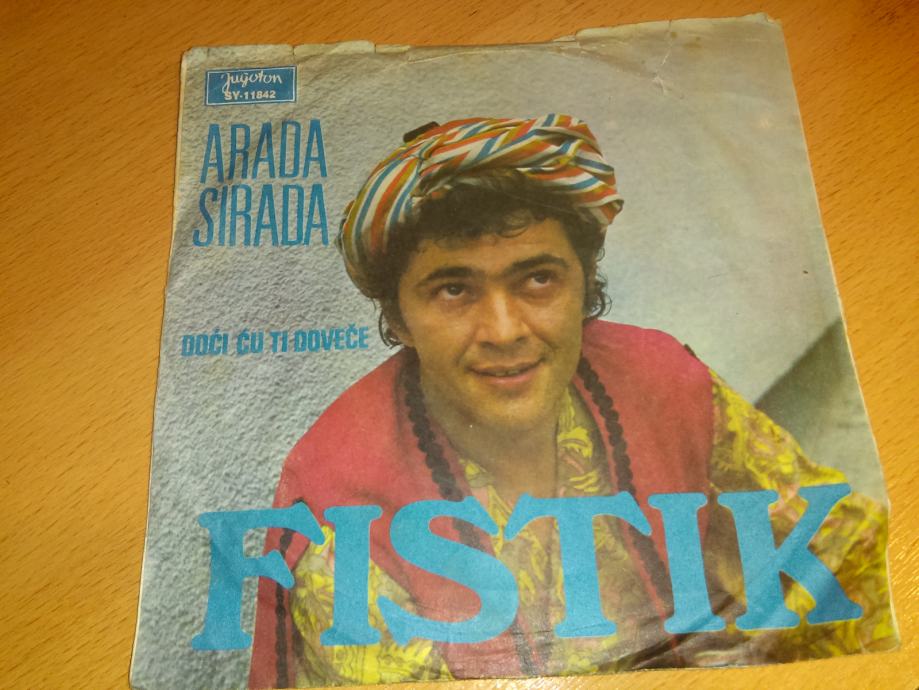 Jugoton
SY-11842
ARADA
SIRADA
DOĆI ĆU TI DOVEČE
FISTIK